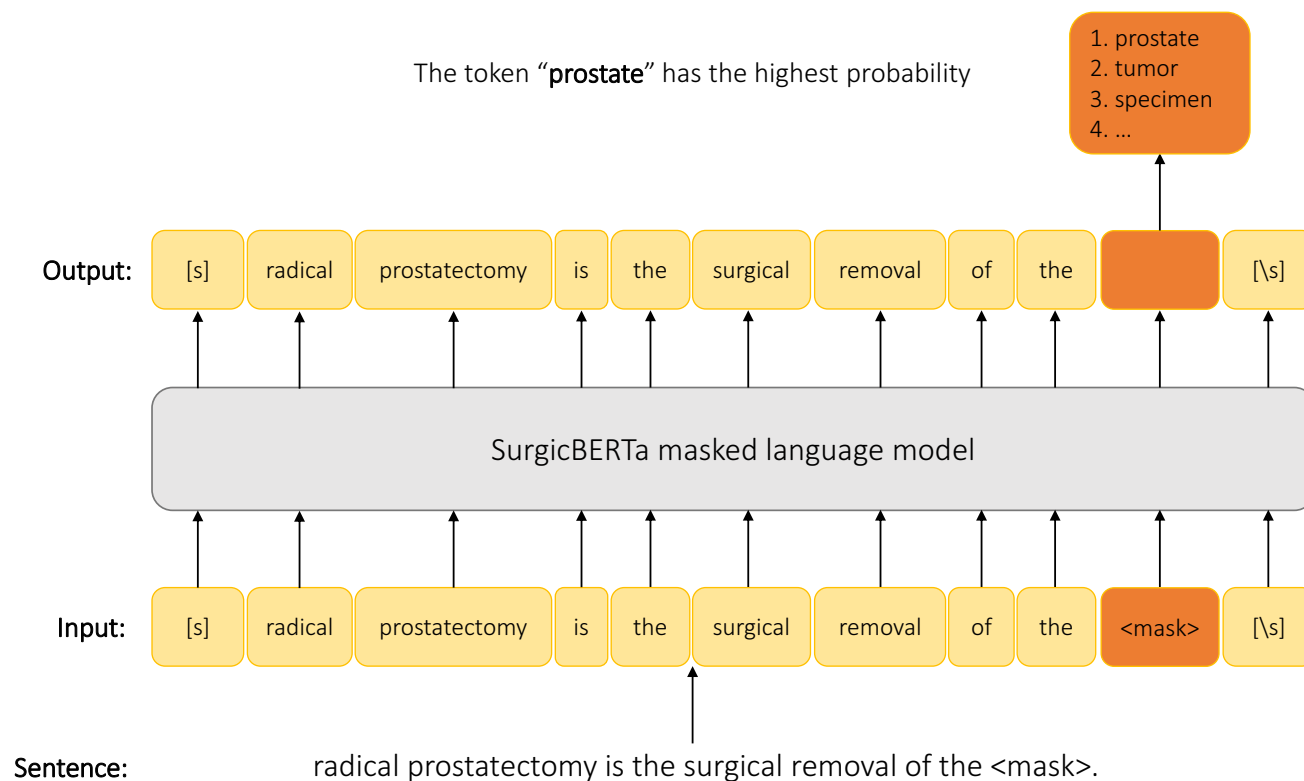 1. prostate
2. tumor
3. specimen
4. ...
The token “prostate” has the highest probability
Output: [s] radical prostatectomy is the surgical removal of the [\s]
SurgicBERTa masked language model
Input: [s] radical prostatectomy is the surgical removal of the <mask> [\s]
Sentence: radical prostatectomy is the surgical removal of the <mask>.